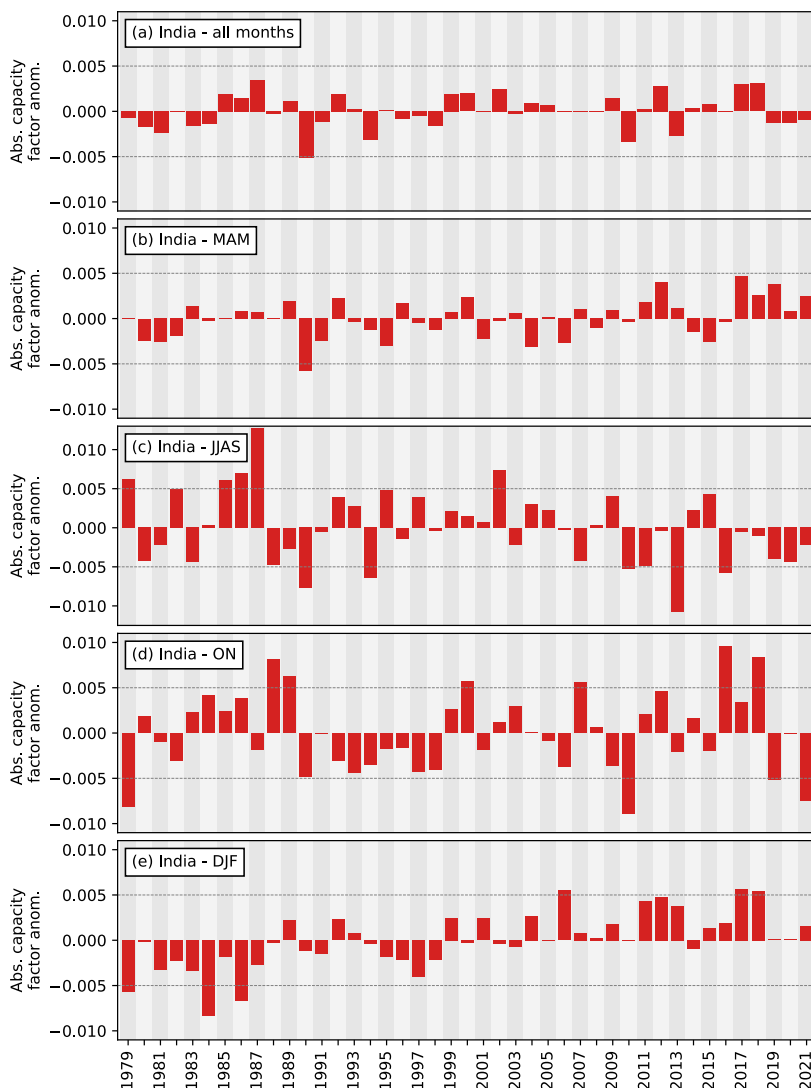 (a) India - all months
Abs. capacity
factor anom.
0.010
0.005
0.000
−0.005
−0.010
(b) India - MAM
Abs. capacity
factor anom.
0.010
0.005
0.000
−0.005
−0.010
(c) India - JJAS
Abs. capacity
factor anom.
0.010
0.005
0.000
−0.005
−0.010
(d) India - ON
Abs. capacity
factor anom.
0.010
0.005
0.000
−0.005
−0.010
(e) India - DJF
Abs. capacity
factor anom.
0.010
0.005
0.000
−0.005
−0.010
1979 1981 1983 1985 1987 1989 1991 1993 1995 1997 1999 2001 2003 2005 2007 2009 2011 2013 2015 2017 2019 2021